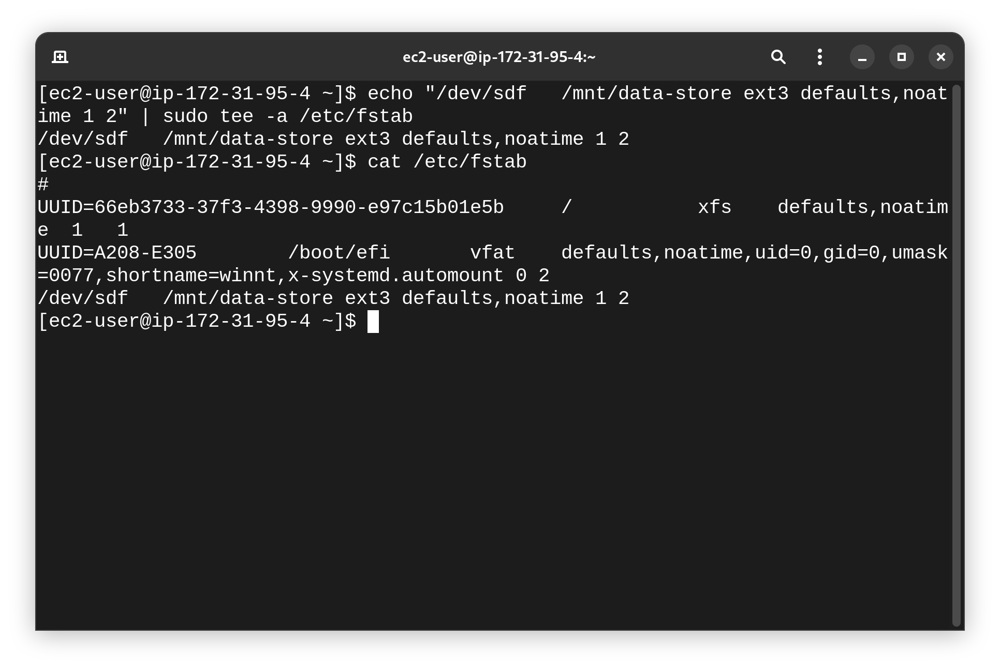 ec2-user@ip-172-31-95-4:~
[ec2-user@ip-172-31-95-4 ~]$ echo "/dev/sdf   /mnt/data-store ext3 defaults,noat
ime 1 2" | sudo tee -a /etc/fstab
/dev/sdf   /mnt/data-store ext3 defaults,noatime 1 2
[ec2-user@ip-172-31-95-4 ~]$ cat /etc/fstab
#
UUID=66eb3733-37f3-4398-9990-e97c15b01e5b     /           xfs    defaults,noatim
e  1   1
UUID=A208-E305        /boot/efi       vfat    defaults,noatime,uid=0,gid=0,umask
=0077,shortname=winnt,x-systemd.automount 0 2
/dev/sdf   /mnt/data-store ext3 defaults,noatime 1 2
[ec2-user@ip-172-31-95-4 ~]$